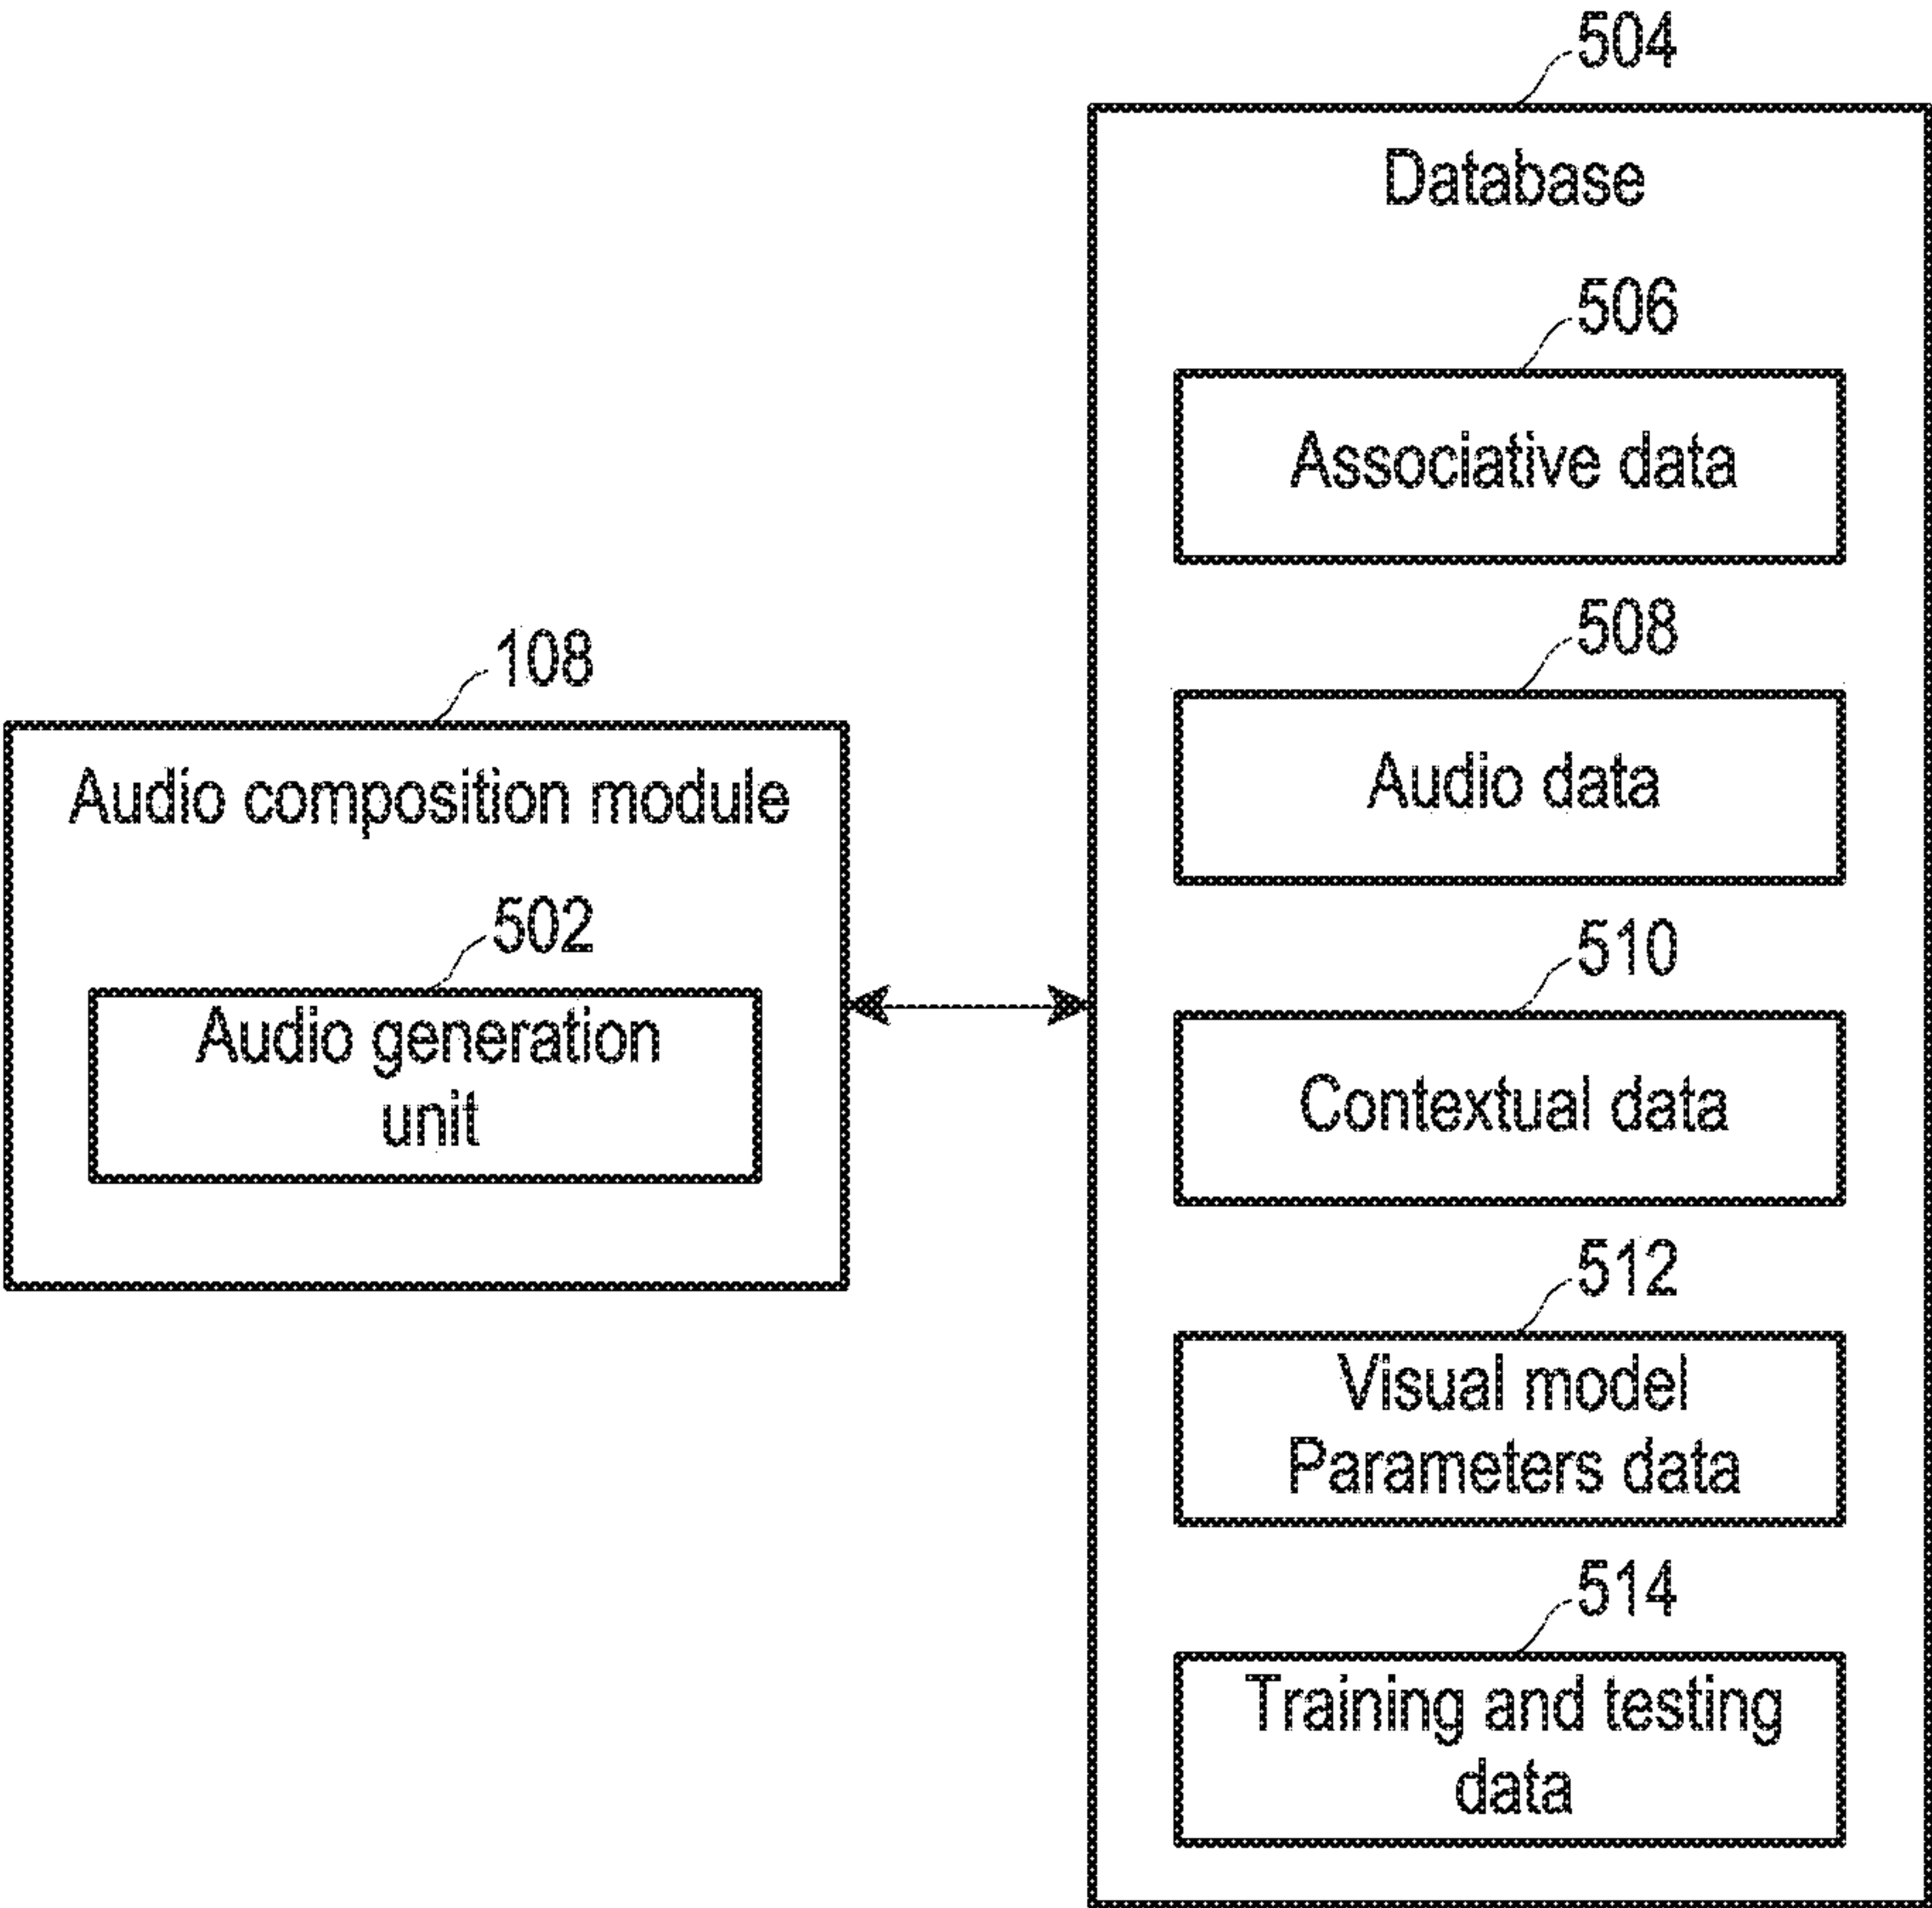 108
Audio composition module
502
Audio generation
unit
504
Database
506
Associative data
508
Audio data
510
Contextual data
512
Visual model
Parameters data
514
Training and testing
data